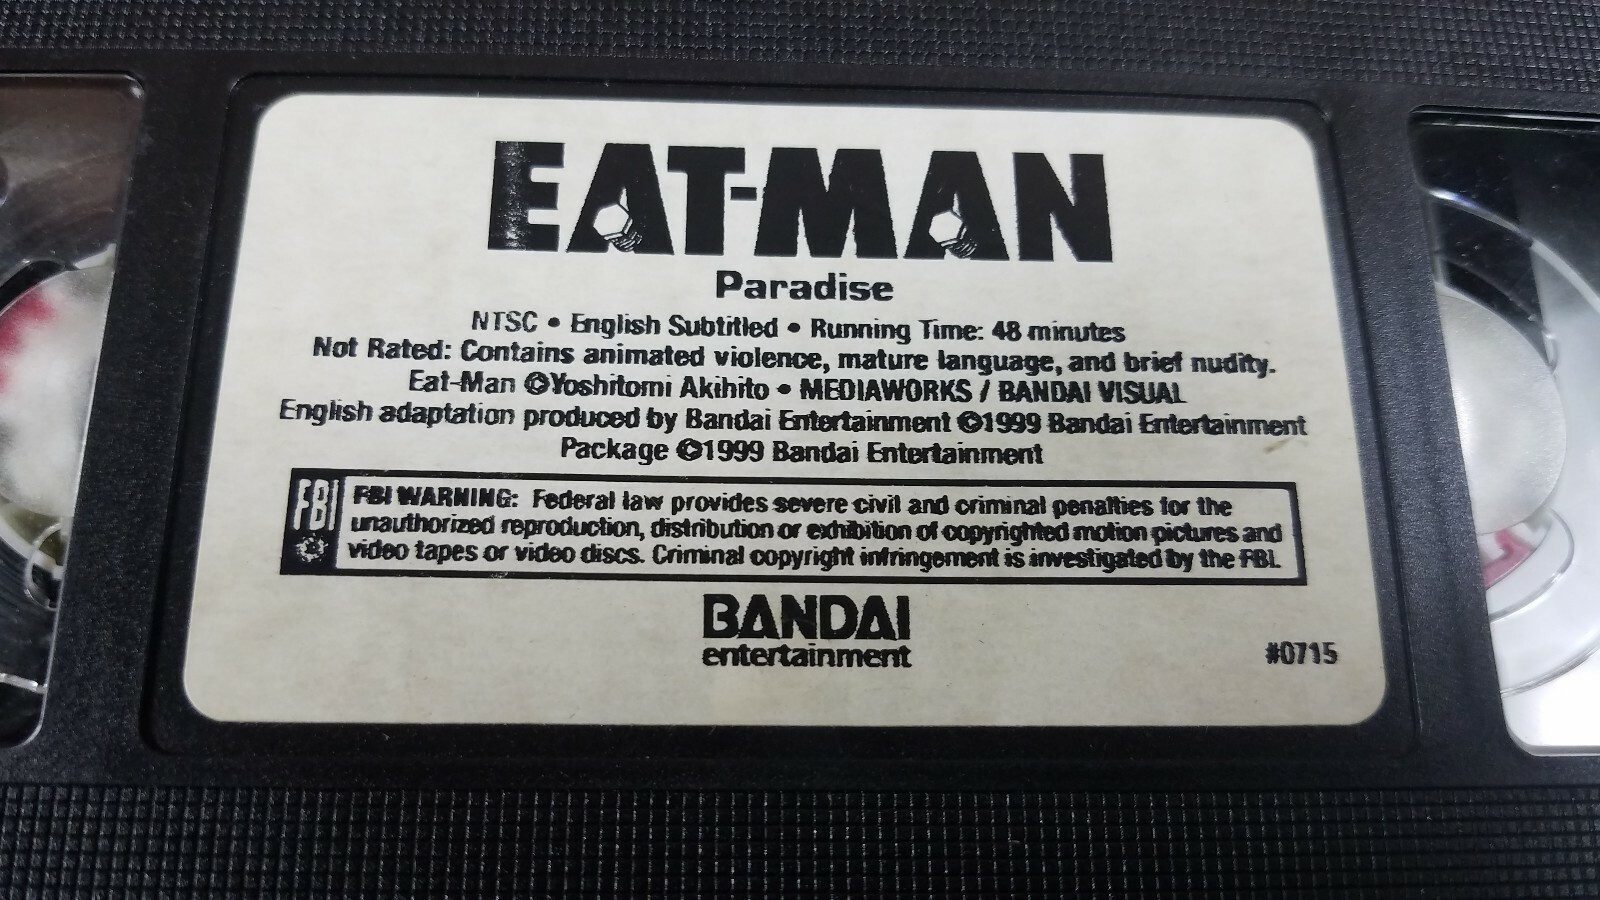 EAT-MAN
Paradise
NTSC • English Subtitled • Running Time: 48 minutes
Not Rated: Contains animated violence, mature language, and brief nudity.
Eat-Man ©Yoshitomi Akihito • MEDIAWORKS / BANDAI VISUAL
English adaptation produced by Bandai Entertainment ©1999 Bandai Entertainment
Package ©1999 Bandai Entertainment
FBI
FBI WARNING: Federal law provides severe civil and criminal penalties for the
unauthorized reproduction, distribution or exhibition of copyrighted motion pictures and
video tapes or video discs. Criminal copyright infringement is investigated by the FBI.
BANDAI
entertainment
#0715